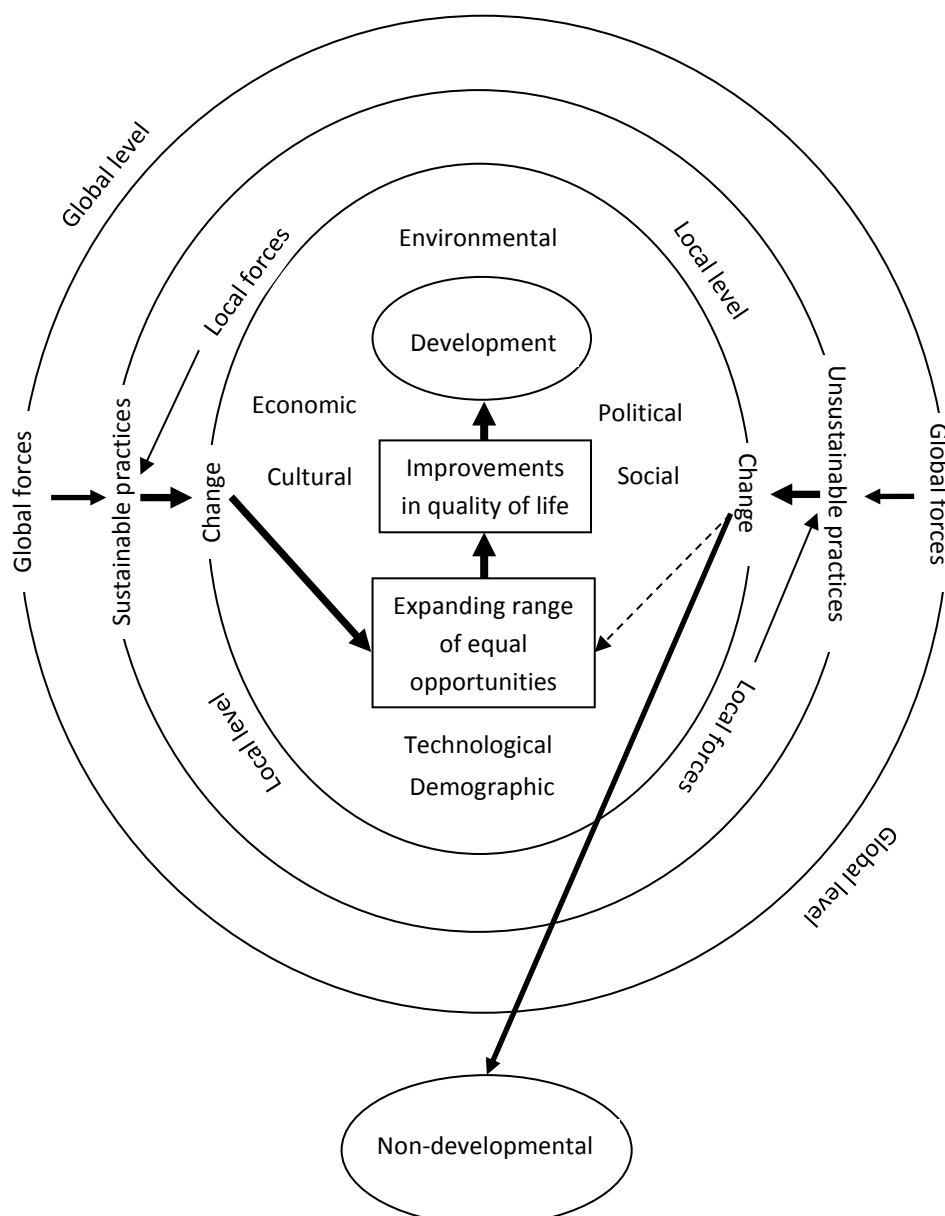 Global level
Local forces
Environmental
Local level
Development
Economic
Political
Cultural
Improvements
in quality of life
Social
Global forces
Sustainable practices
Change
Change
Unsustainable practices
Global forces
Expanding range
of equal
opportunities
Local level
Technological
Demographic
Local forces
Global level
Non-developmental